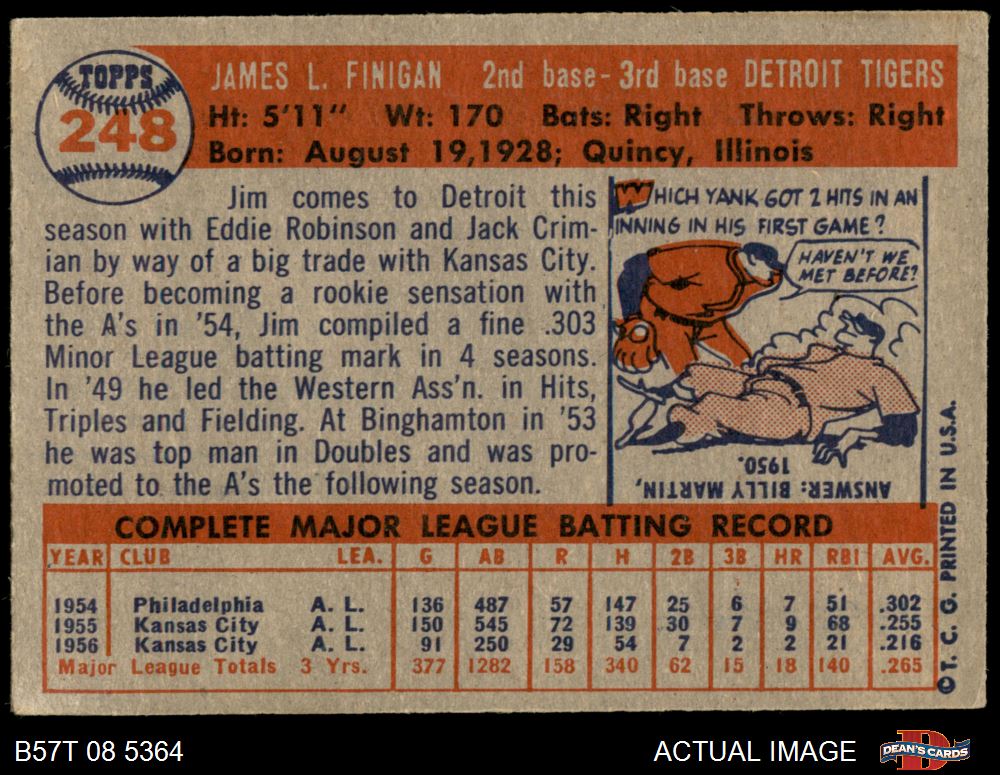 TOPPS
248
JAMES L. FINIGAN 2nd base - 3rd base DETROIT TIGERS
Ht: 5'11" Wt: 170 Bats: Right Throws: Right
Born: August 19, 1928; Quincy, Illinois
Jim comes to Detroit this
season with Eddie Robinson and Jack Crim-
ian by way of a big trade with Kansas City.
Before becoming a rookie sensation with
the A's in '54, Jim compiled a fine .303
Minor League batting mark in 4 seasons.
In '49 he led the Western Ass'n. in Hits,
Triples and Fielding. At Binghamton in '53
he was top man in Doubles and was pro-
moted to the A's the following season.
WHICH YANK GOT 2 HITS IN AN
INNING IN HIS FIRST GAME?
HAVEN'T WE
MET BEFORE?
ANSWER: BILLY MARTIN,
1950.
COMPLETE MAJOR LEAGUE BATTING RECORD
YEAR CLUB LEA. G AB R H 2B 3B HR RBI AVG.
1954 Philadelphia A. L. 136 487 57 147 25 6 7 51 .302
1955 Kansas City A. L. 150 545 72 139 30 7 9 68 .255
1956 Kansas City A. L. 91 250 29 54 7 2 2 21 .216
Major League Totals 3 Yrs. 377 1282 158 340 62 15 18 140 .265
© T. C. G. PRINTED IN U.S.A.
B57T 08 5364
ACTUAL IMAGE
D
DEAN'S CARDS